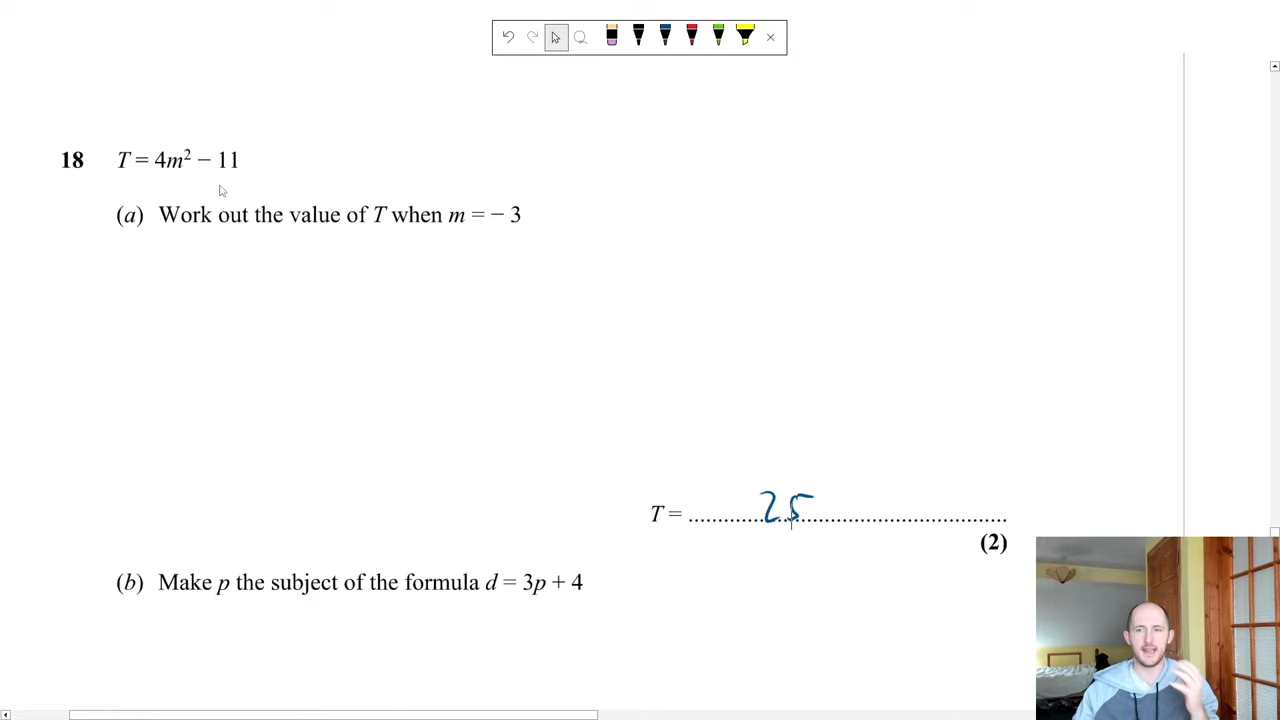 18 T = 4m² − 11
(a) Work out the value of T when m = − 3
T = ........25........
(2)
(b) Make p the subject of the formula d = 3p + 4